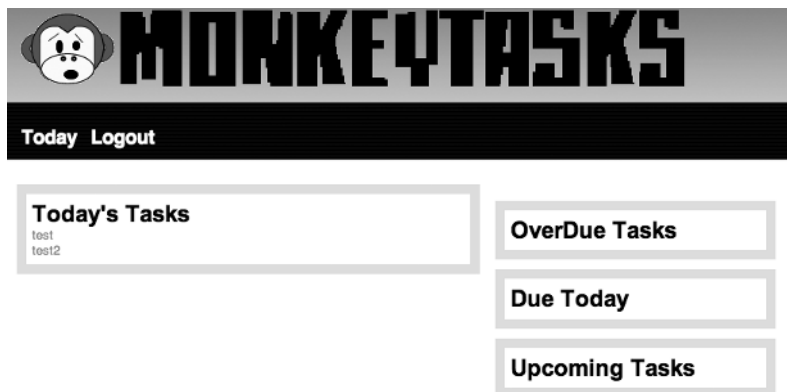 MONKEYTASKS
Today Logout
Today's Tasks
test
test2
OverDue Tasks
Due Today
Upcoming Tasks